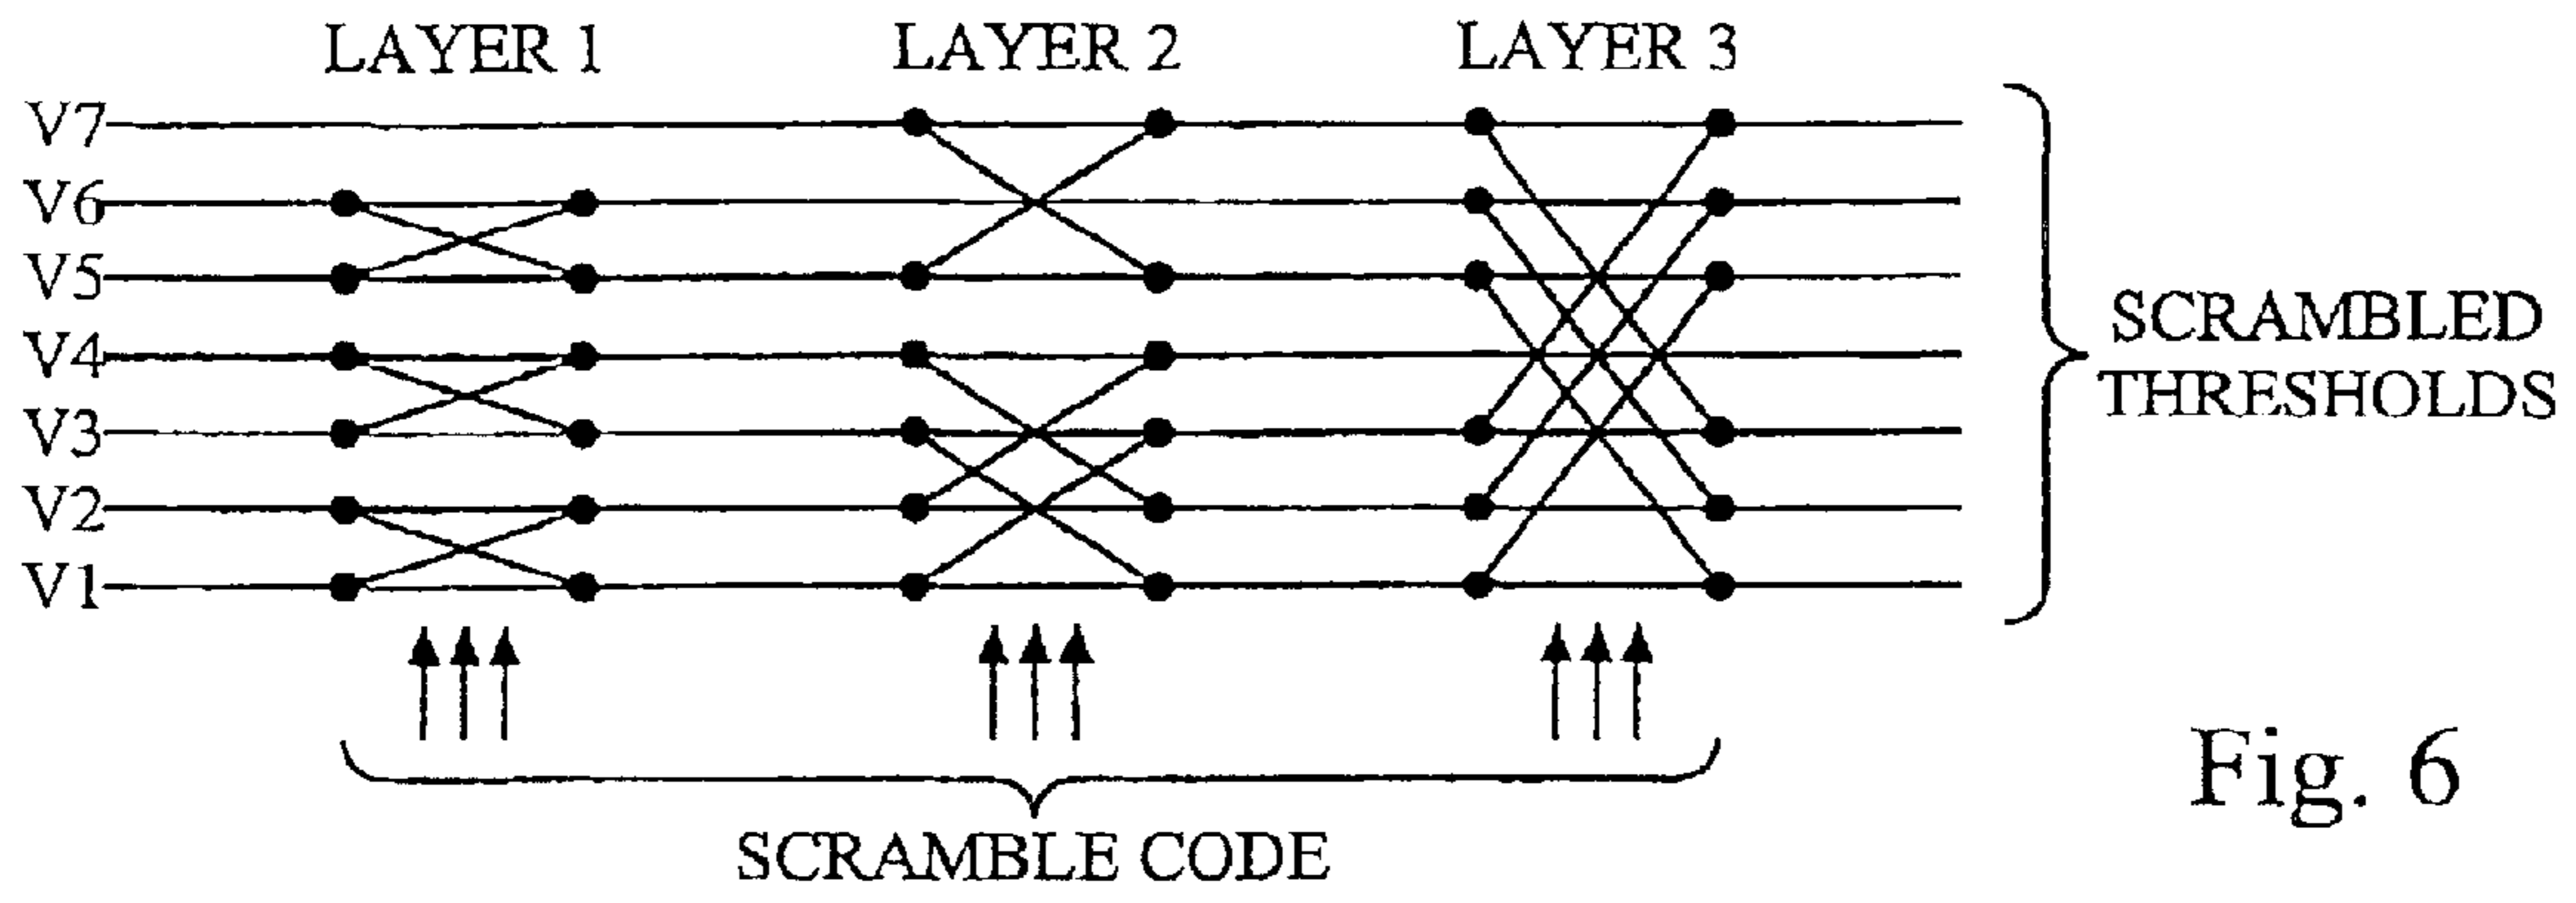 LAYER 1 LAYER 2 LAYER 3
V7
V6
V5
V4
V3
V2
V1
SCRAMBLED
THRESHOLDS
SCRAMBLE CODE
Fig. 6